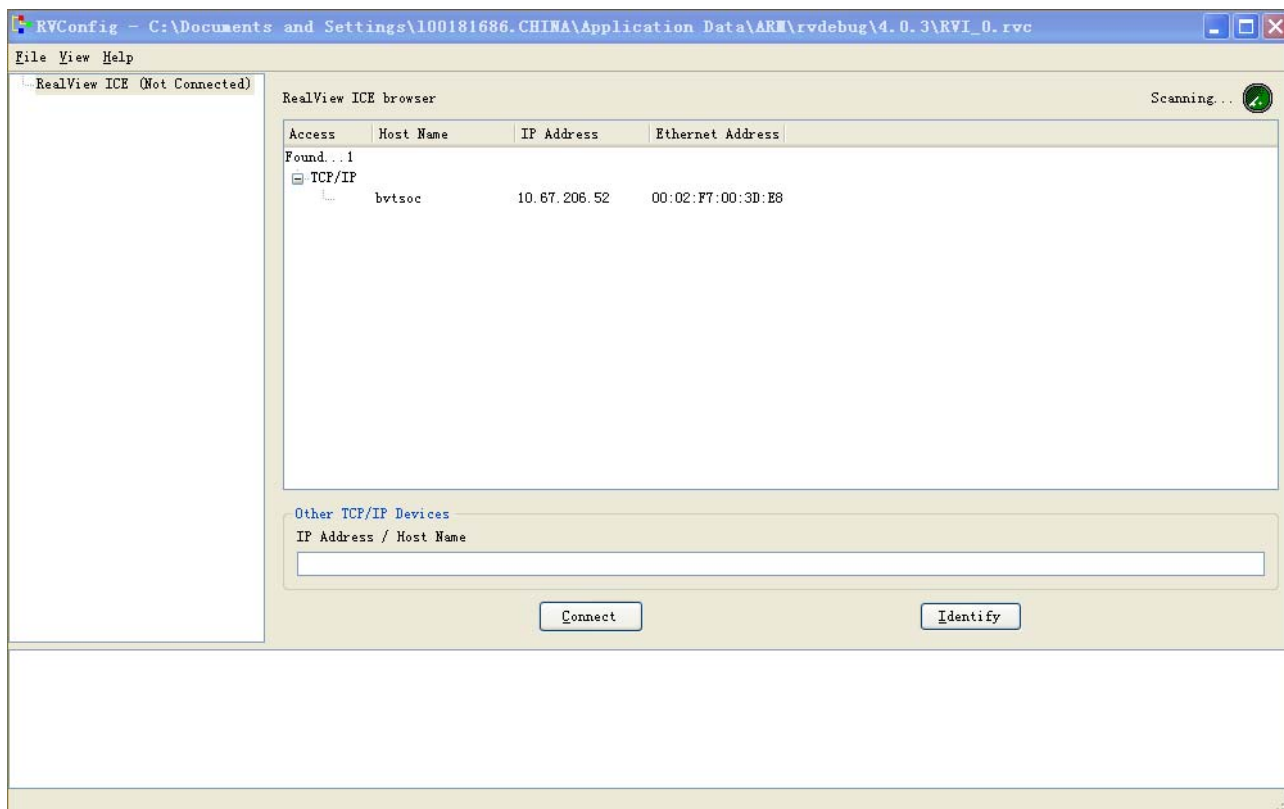 RVConfig - C:\Documents and Settings\l00181686.CHINA\Application Data\ARM\rvdebug\4.0.3\RVI_0.rvc
File View Help
RealView ICE (Not Connected)
RealView ICE browser
Scanning...
Access Host Name IP Address Ethernet Address
Found...1
TCP/IP
bvtsoc 10.67.206.52 00:02:F7:00:3D:E8
Other TCP/IP Devices
IP Address / Host Name
Connect Identify